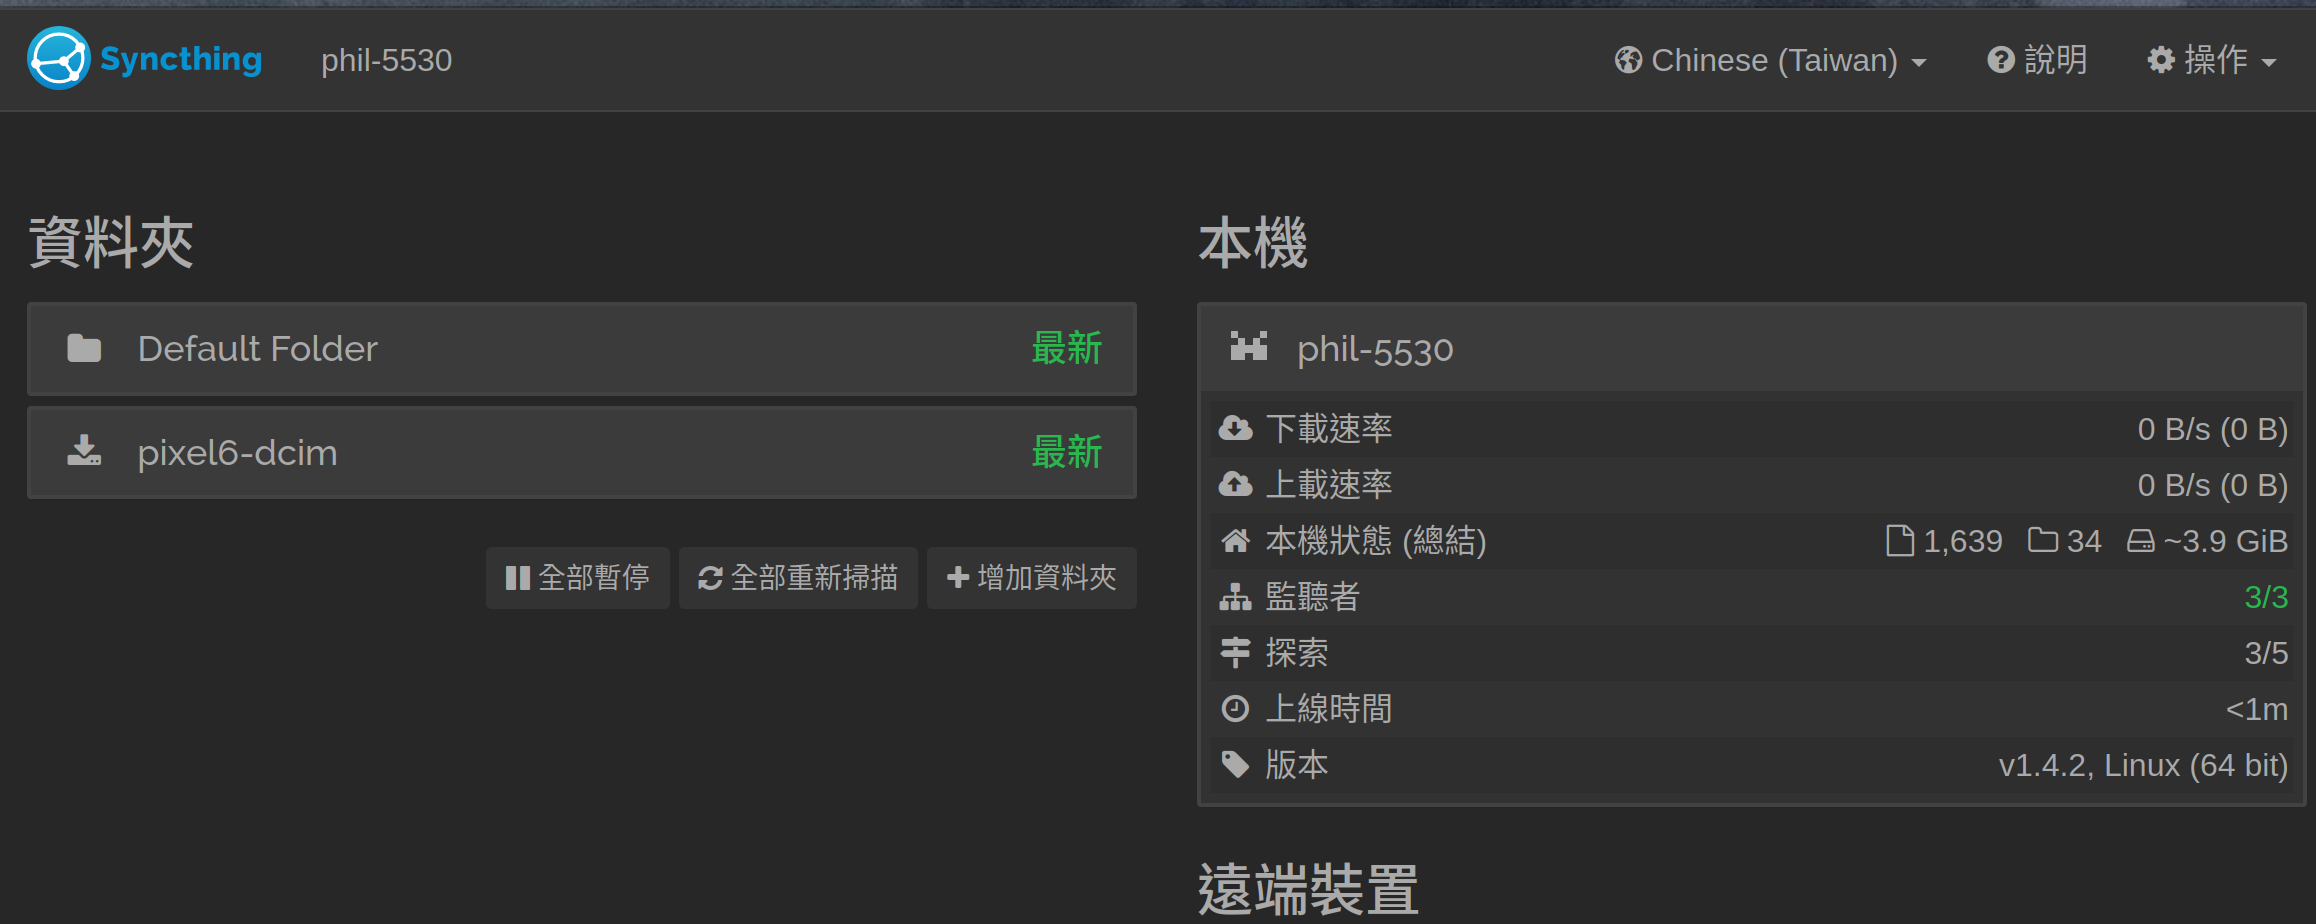 Syncthing phil-5530 Chinese (Taiwan) 說明 操作
資料夾
Default Folder 最新
pixel6-dcim 最新
全部暫停 全部重新掃描 增加資料夾
本機
phil-5530
下載速率 0 B/s (0 B)
上載速率 0 B/s (0 B)
本機狀態 (總結) 1,639 34 ~3.9 GiB
監聽者 3/3
探索 3/5
上線時間 <1m
版本 v1.4.2, Linux (64 bit)
遠端裝置